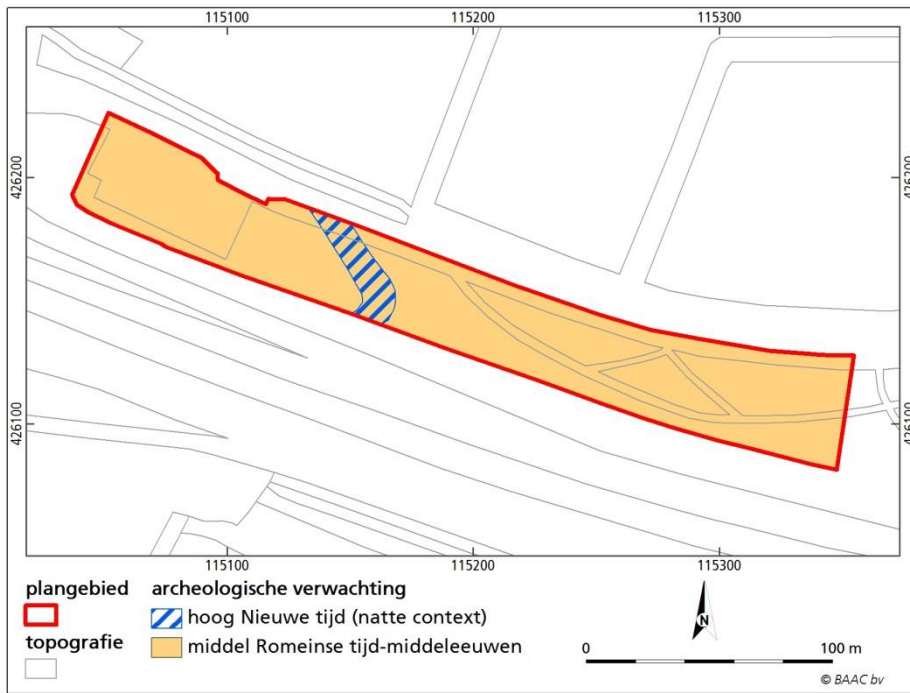 115100 115200 115300
426200 426200
426100 426100
115100 115200 115300
plangebied archeologische verwachting
hoog Nieuwe tijd (natte context)
topografie
middel Romeinse tijd-middeleeuwen
N
0 100 m
© BAAC bv